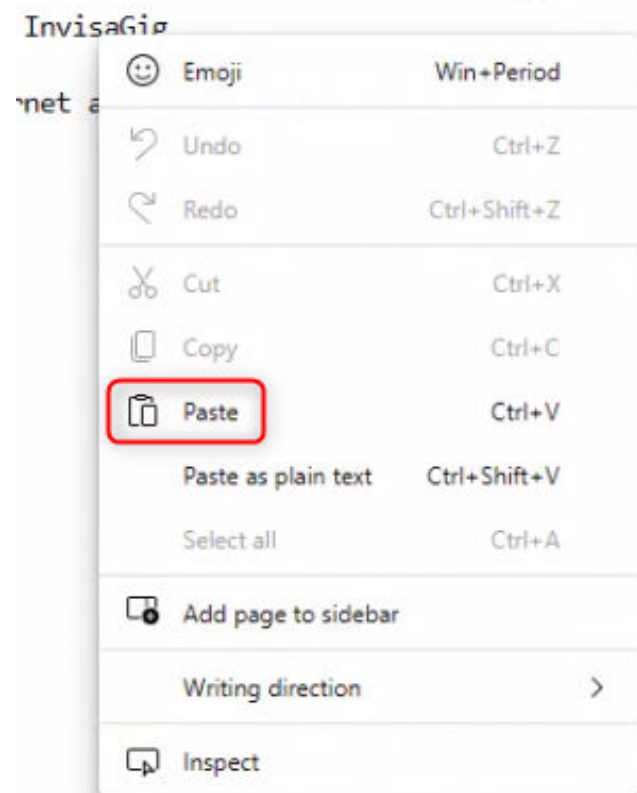 InvisaGig
rnet a
Emoji Win+Period
Undo Ctrl+Z
Redo Ctrl+Shift+Z
Cut Ctrl+X
Copy Ctrl+C
Paste Ctrl+V
Paste as plain text Ctrl+Shift+V
Select all Ctrl+A
Add page to sidebar
Writing direction
Inspect